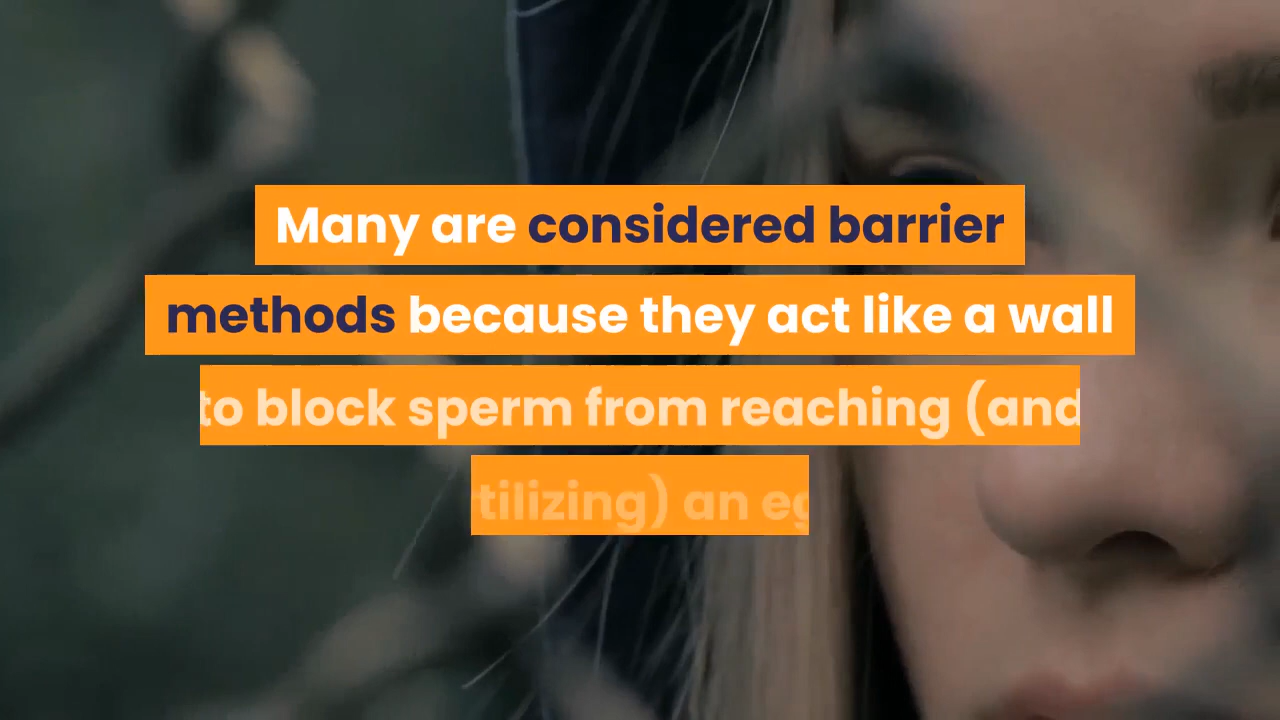 Many are considered barrier
methods because they act like a wall
to block sperm from reaching (and
an